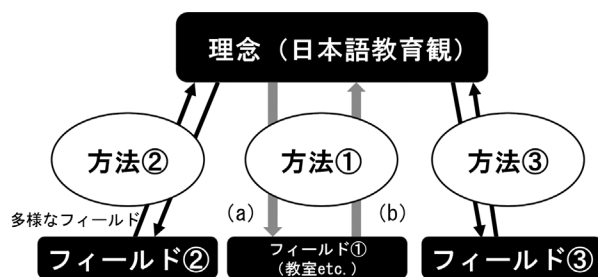 理念（日本語教育観）
方法②
方法①
方法③
多様なフィールド
(a)
(b)
フィールド②
フィールド①
(教室etc.)
フィールド③